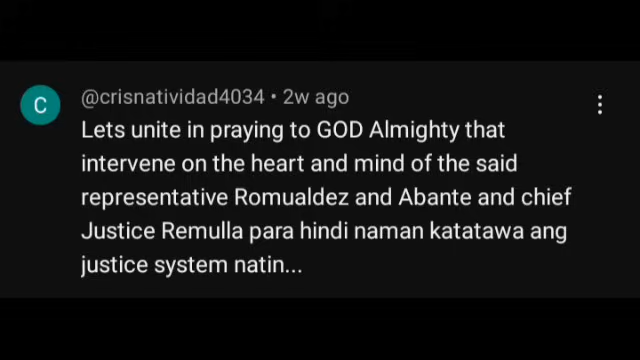 C
@crisnatividad4034 • 2w ago
Lets unite in praying to GOD Almighty that
intervene on the heart and mind of the said
representative Romualdez and Abante and chief
Justice Remulla para hindi naman katatawa ang
justice system natin...